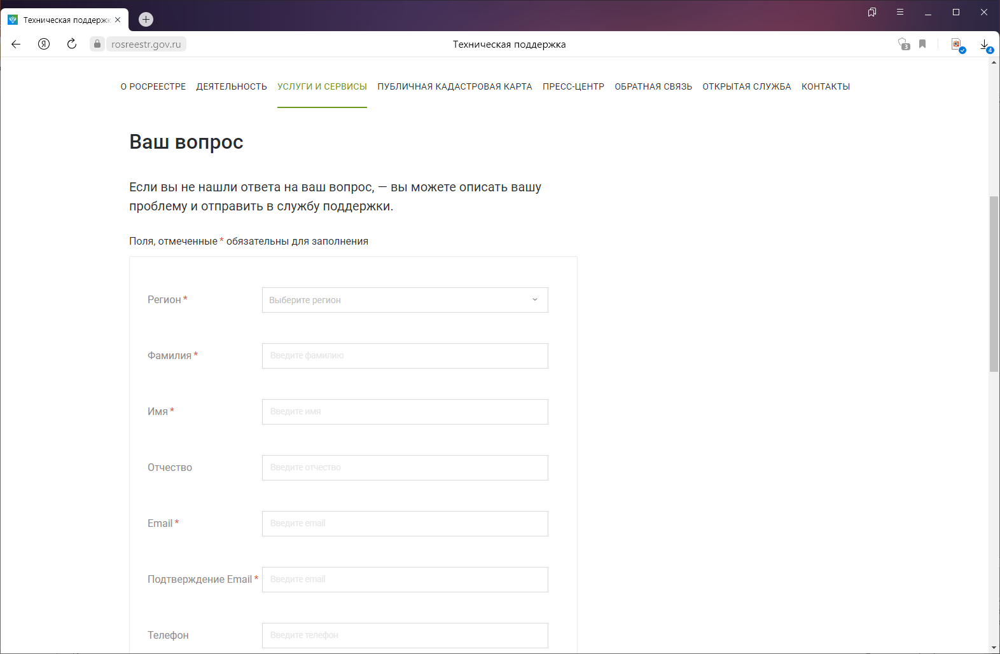 Техническая поддержк
rosreestr.gov.ru
Техническая поддержка
3
4
О РОСРЕЕСТРЕ ДЕЯТЕЛЬНОСТЬ УСЛУГИ И СЕРВИСЫ ПУБЛИЧНАЯ КАДАСТРОВАЯ КАРТА ПРЕСС-ЦЕНТР ОБРАТНАЯ СВЯЗЬ ОТКРЫТАЯ СЛУЖБА КОНТАКТЫ
Ваш вопрос
Если вы не нашли ответа на ваш вопрос, — вы можете описать вашу
проблему и отправить в службу поддержки.
Поля, отмеченные * обязательны для заполнения
Регион * Выберите регион
Фамилия * Введите фамилию
Имя * Введите имя
Отчество Введите отчество
Email * Введите email
Подтверждение Email * Введите email
Телефон Введите телефон